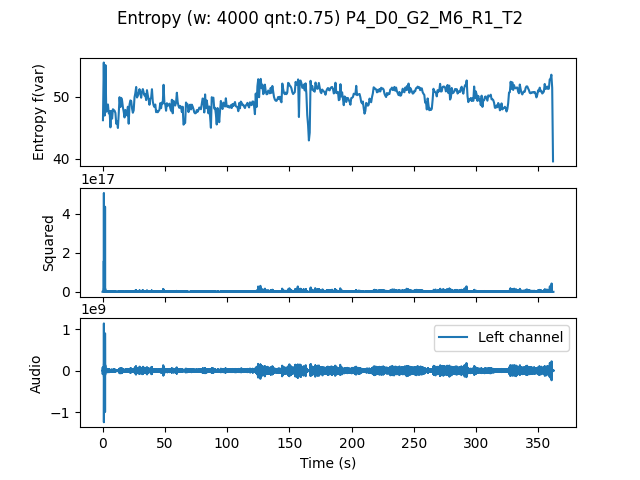 Entropy (w: 4000 qnt:0.75) P4_D0_G2_M6_R1_T2
Entropy f(var)
50
40
1e17
Squared
4
2
0
1e9
Audio
1
0
−1
Left channel
0 50 100 150 200 250 300 350
Time (s)